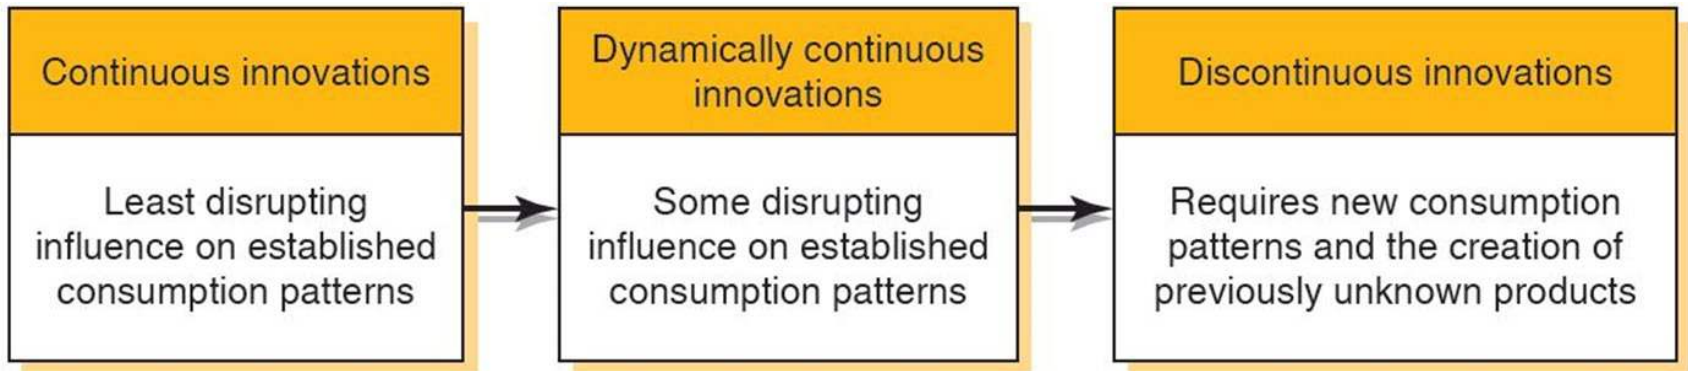 Continuous innovations
Least disrupting
influence on established
consumption patterns
Dynamically continuous
innovations
Some disrupting
influence on established
consumption patterns
Discontinuous innovations
Requires new consumption
patterns and the creation of
previously unknown products